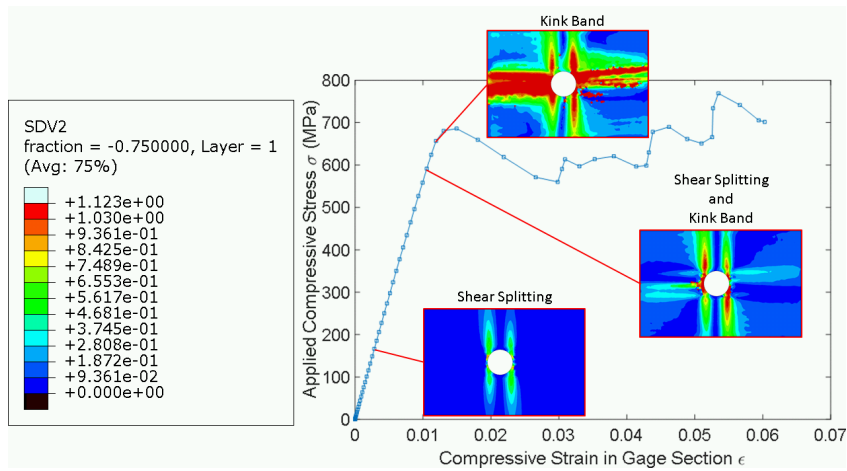 Kink Band
SDV2
fraction = -0.750000, Layer = 1
(Avg: 75%)
+1.123e+00
+1.030e+00
+9.361e-01
+8.425e-01
+7.489e-01
+6.553e-01
+5.617e-01
+4.681e-01
+3.745e-01
+2.808e-01
+1.872e-01
+9.361e-02
+0.000e+00
Applied Compressive Stress σ (MPa)
800
700
600
500
400
300
200
100
0
Shear Splitting
and
Kink Band
Shear Splitting
0
0.01
0.02
0.03
0.04
0.05
0.06
0.07
Compressive Strain in Gage Section ϵ